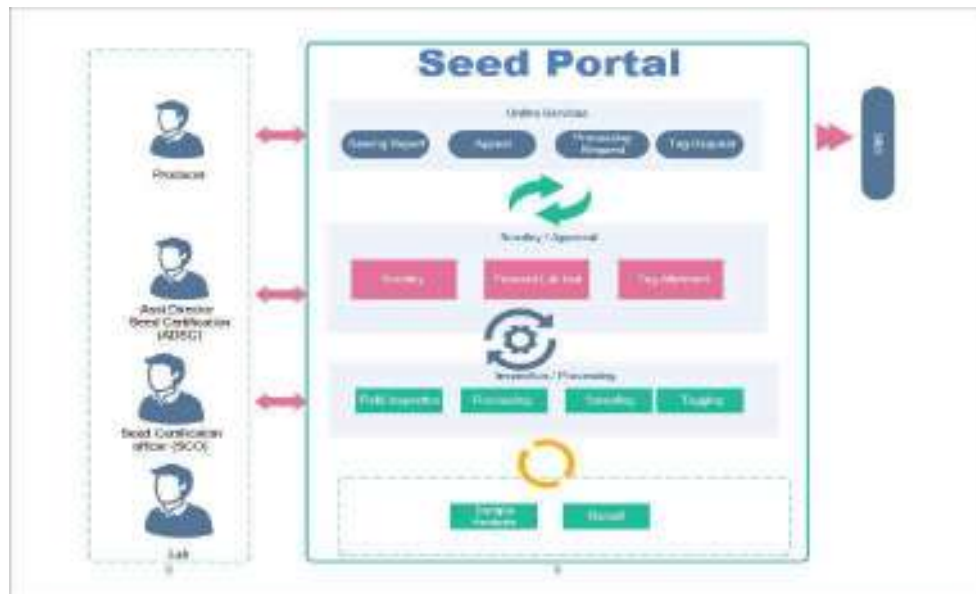 Seed Portal
Online Services
Sowing Report
Appeal
Processing
Request
Tag Request
Producer
Scrutiny / Approval
Scrutiny
Forward Lab test
Tag Allotment
Asst Director
Seed Certification
(ADSC)
Inspection / Processing
Field Inspection
Processing
Sampling
Tagging
Seed Certification
officer (SCO)
Sample
Analysis
Result
Lab